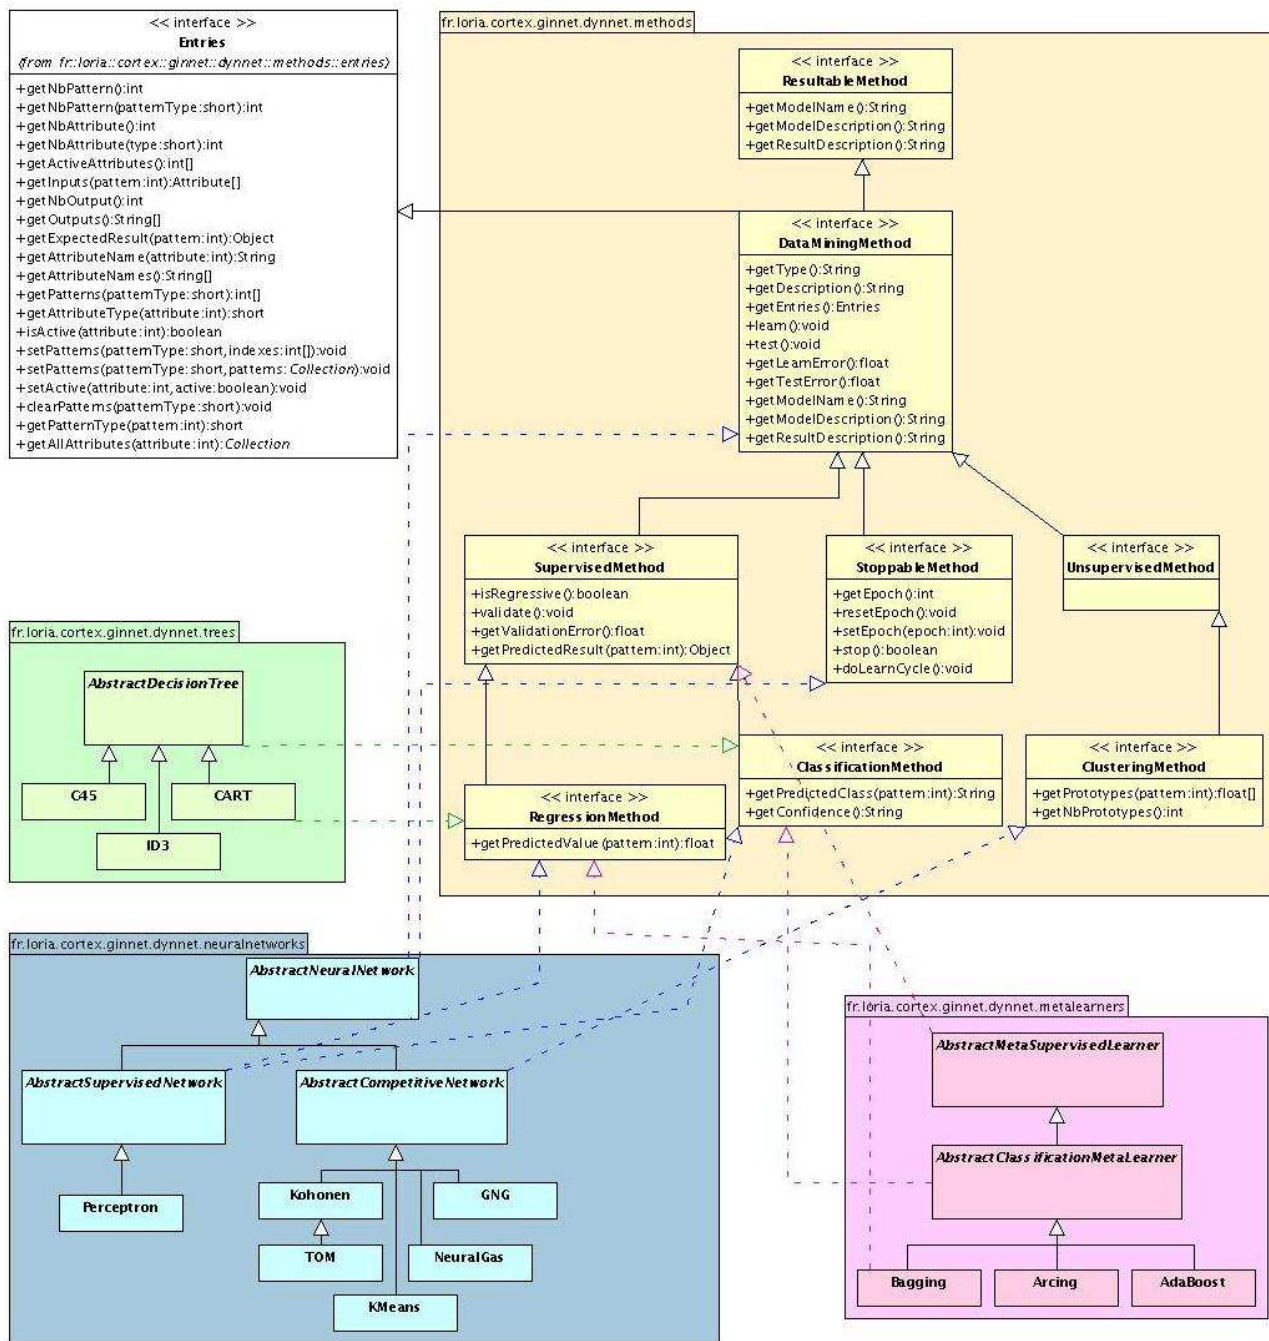 << interface >>
Entries
(from fr::loria::cortex::ginnet::dynnet::methods::entries)
+getNbPattern():int
+getNbPattern(patternType:short):int
+getNbAttribute():int
+getNbAttribute(type:short):int
+getActiveAttributes():int[]
+getInputs(pattern:int):Attribute[]
+getNbOutput():int
+getOutputs():String[]
+getExpectedResult(pattern:int):Object
+getAttributeName(attribute:int):String
+getAttributeNames():String[]
+getPatterns(patternType:short):int[]
+getAttributeType(attribute:int):short
+isActive(attribute:int):boolean
+setPatterns(patternType:short,indexes:int[]):void
+setPatterns(patternType:short,patterns:Collection):void
+setActive(attribute:int,active:boolean):void
+clearPatterns(patternType:short):void
+getPatternType(pattern:int):short
+getAllAttributes(attribute:int):Collection
fr.loria.cortex.ginnet.dynnet.methods
<< interface >>
ResultableMethod
+getModelName():String
+getModelDescription():String
+getResultDescription():String
<< interface >>
DataMiningMethod
+getType():String
+getDescription():String
+getEntries():Entries
+learn():void
+test():void
+getLearnError():float
+getTestError():float
+getModelName():String
+getModelDescription():String
+getResultDescription():String
<< interface >>
SupervisedMethod
+isRegressive():boolean
+validate():void
+getValidationError():float
+getPredictedResult(pattern:int):Object
<< interface >>
StoppableMethod
+getEpoch():int
+resetEpoch():void
+setEpoch(epoch:int):void
+stop():boolean
+doLearnCycle():void
<< interface >>
UnsupervisedMethod
<< interface >>
RegressionMethod
+getPredictedValue(pattern:int):float
<< interface >>
ClassificationMethod
+getPredictedClass(pattern:int):String
+getConfidence():String
<< interface >>
ClusteringMethod
+getPrototypes(pattern:int):float[]
+getNbPrototypes():int
fr.loria.cortex.ginnet.dynnet.trees
AbstractDecisionTree
C45
CART
ID3
fr.loria.cortex.ginnet.dynnet.neuralnetworks
AbstractNeuralNetwork
AbstractSupervisedNetwork
AbstractCompetitiveNetwork
Perceptron
Kohonen
GNG
TOM
NeuralGas
KMeans
fr.loria.cortex.ginnet.dynnet.metalearners
AbstractMetaSupervisedLearner
AbstractClassificationMetaLearner
Bagging
Arcing
AdaBoost